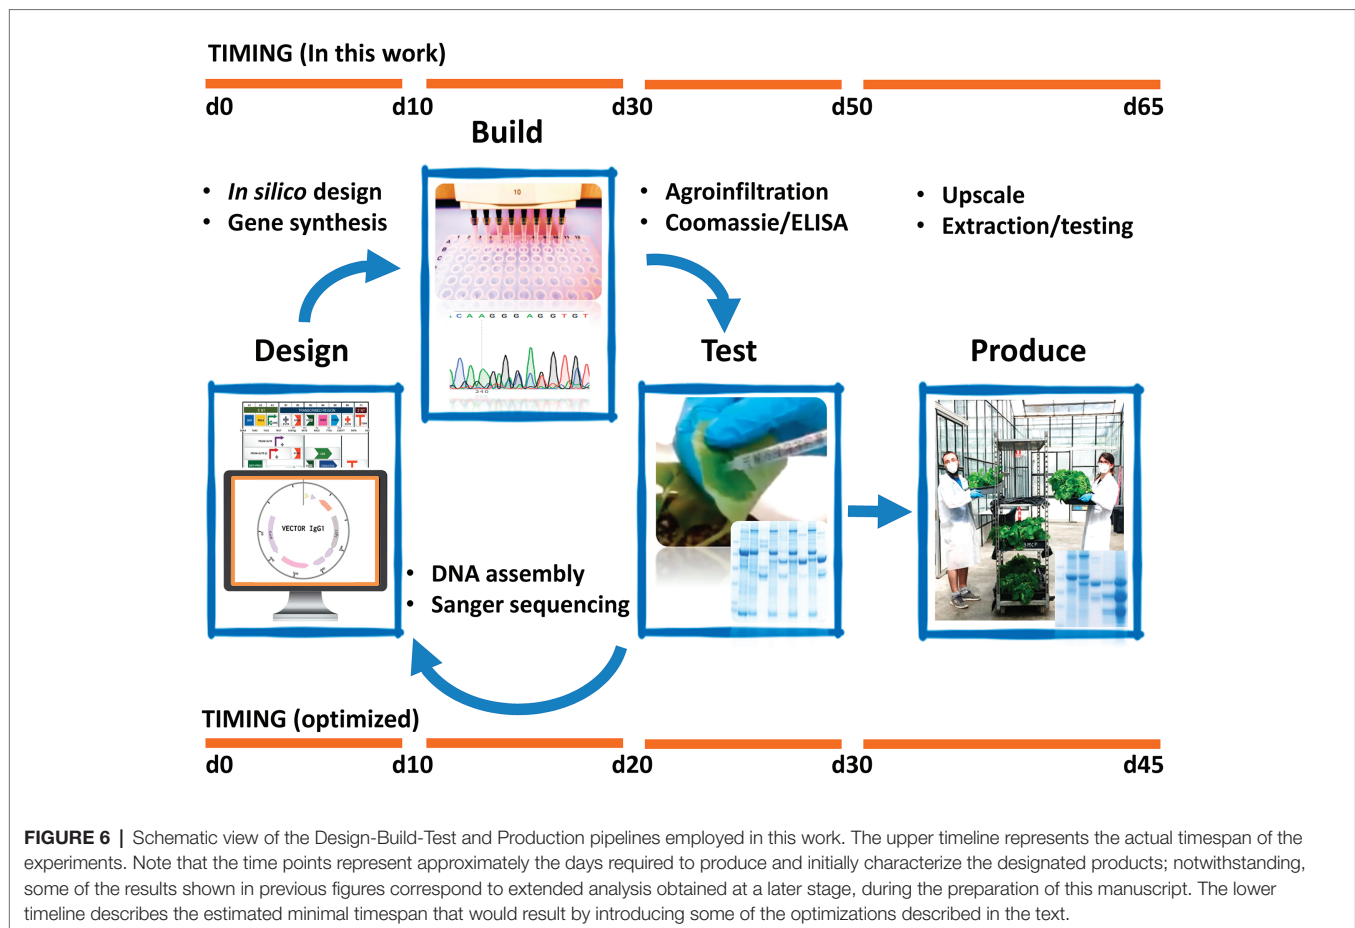 TIMING (In this work)
d0 d10 d30 d50 d65
Build
• In silico design
• Gene synthesis
• Agroinfiltration
• Coomassie/ELISA
• Upscale
• Extraction/testing
10
CAAGGGAGGTGT
240
Design
Test
Produce
TRANSCRIBED REGION
VECTOR IgG1
• DNA assembly
• Sanger sequencing
TIMING (optimized)
d0 d10 d20 d30 d45
FIGURE 6 | Schematic view of the Design-Build-Test and Production pipelines employed in this work. The upper timeline represents the actual timespan of the
experiments. Note that the time points represent approximately the days required to produce and initially characterize the designated products; notwithstanding,
some of the results shown in previous figures correspond to extended analysis obtained at a later stage, during the preparation of this manuscript. The lower
timeline describes the estimated minimal timespan that would result by introducing some of the optimizations described in the text.